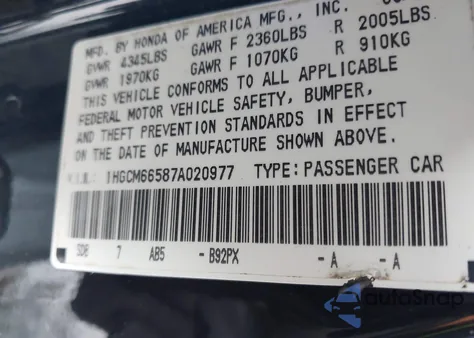 MFD. BY HONDA OF AMERICA MFG., INC.
GVWR 4345LBS GAWR F 2360LBS R 2005LBS
GVWR 1970KG GAWR F 1070KG R 910KG
THIS VEHICLE CONFORMS TO ALL APPLICABLE
FEDERAL MOTOR VEHICLE SAFETY, BUMPER,
AND THEFT PREVENTION STANDARDS IN EFFECT
ON DATE OF MANUFACTURE SHOWN ABOVE.
V.I.N.: 1HGCM66587A020977 TYPE:PASSENGER CAR
SDB 7 AB5 - B92PX - A - A
autoSnap